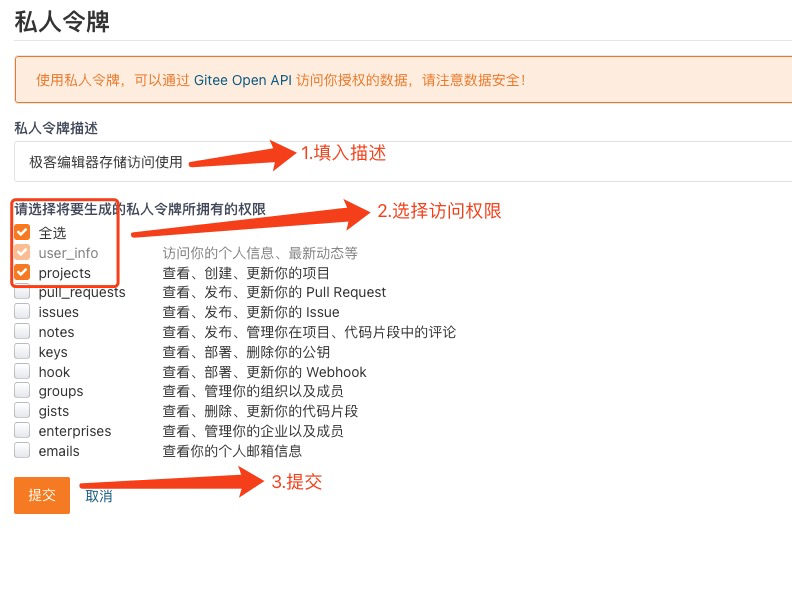 私人令牌
使用私人令牌，可以通过 Gitee Open API 访问你授权的数据，请注意数据安全！
私人令牌描述
极客编辑器存储访问使用
1.填入描述
请选择将要生成的私人令牌所拥有的权限
2.选择访问权限
全选
user_info 访问你的个人信息、最新动态等
projects 查看、创建、更新你的项目
pull_requests 查看、发布、更新你的 Pull Request
issues 查看、发布、更新你的 Issue
notes 查看、发布、管理你在项目、代码片段中的评论
keys 查看、部署、删除你的公钥
hook 查看、部署、更新你的 Webhook
groups 查看、管理你的组织以及成员
gists 查看、删除、更新你的代码片段
enterprises 查看、管理你的企业以及成员
emails 查看你的个人邮箱信息
3.提交
提交 取消